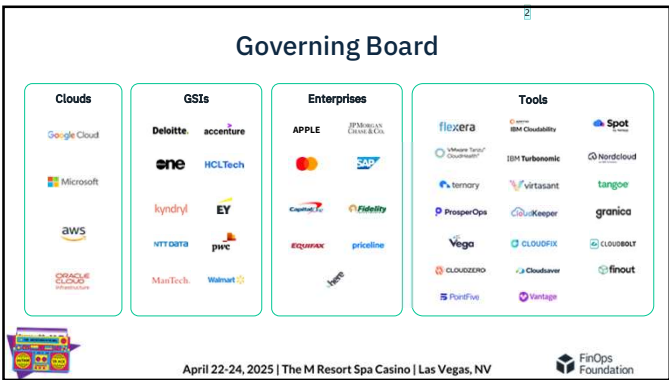 2
Governing Board
Clouds
Google Cloud
Microsoft
aws
ORACLE
CLOUD
Infrastructure
GSIs
Deloitte. accenture
one HCLTech
kyndryl EY
NTT DATA pwc
ManTech. Walmart
Enterprises
APPLE JPMORGAN
CHASE & CO.
SAP
Capital One Fidelity
EQUIFAX priceline
here
Tools
flexera IBM Cloudability Spot
VMware Tanzu
CloudHealth IBM Turbonomic Nordcloud
ternary virtasant tangoe
ProsperOps CloudKeeper granica
Vega CLOUDFIX CLOUDBOLT
CLOUDZERO Cloudsaver finout
PointFive Vantage
April 22-24, 2025 | The M Resort Spa Casino | Las Vegas, NV
FinOps
Foundation